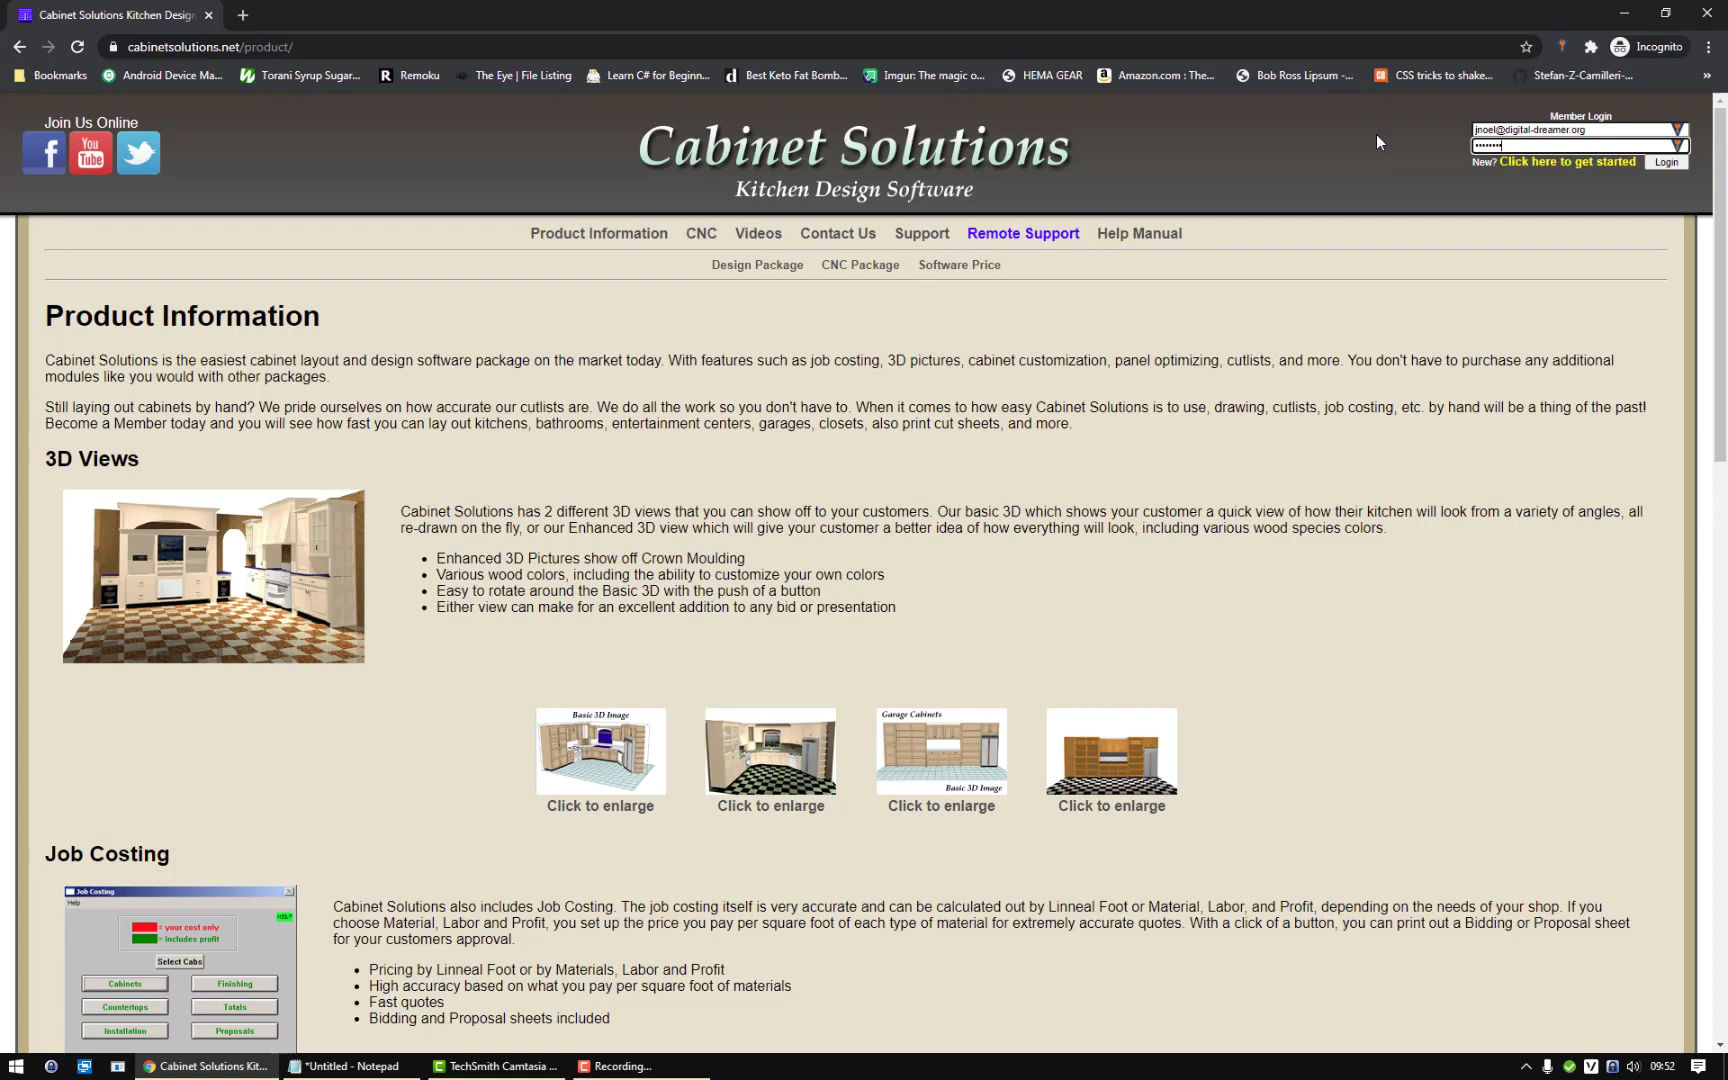 Cabinet Solutions Kitchen Desig
cabinetsolutions.net/product/
Incognito
Bookmarks
Android Device Ma...
Torani Syrup Sugar...
Remoku
The Eye | File Listing
Learn C# for Beginn...
Best Keto Fat Bomb...
Imgur: The magic o...
HEMA GEAR
Amazon.com : The...
Bob Ross Lipsum -...
CSS tricks to shake...
Stefan-Z-Camilleri-...
Join Us Online
You
Tube
Cabinet Solutions
Kitchen Design Software
Member Login
jnoel@digital-dreamer.org
••••••••
New? Click here to get started
Login
Product Information CNC Videos Contact Us Support Remote Support Help Manual
Design Package CNC Package Software Price
Product Information
Cabinet Solutions is the easiest cabinet layout and design software package on the market today. With features such as job costing, 3D pictures, cabinet customization, panel optimizing, cutlists, and more. You don't have to purchase any additional
modules like you would with other packages.
Still laying out cabinets by hand? We pride ourselves on how accurate our cutlists are. We do all the work so you don't have to. When it comes to how easy Cabinet Solutions is to use, drawing, cutlists, job costing, etc. by hand will be a thing of the past!
Become a Member today and you will see how fast you can lay out kitchens, bathrooms, entertainment centers, garages, closets, also print cut sheets, and more.
3D Views
Cabinet Solutions has 2 different 3D views that you can show off to your customers. Our basic 3D which shows your customer a quick view of how their kitchen will look from a variety of angles, all
re-drawn on the fly, or our Enhanced 3D view which will give your customer a better idea of how everything will look, including various wood species colors.
• Enhanced 3D Pictures show off Crown Moulding
• Various wood colors, including the ability to customize your own colors
• Easy to rotate around the Basic 3D with the push of a button
• Either view can make for an excellent addition to any bid or presentation
Basic 3D Image
Garage Cabinets
Basic 3D Image
Click to enlarge
Click to enlarge
Click to enlarge
Click to enlarge
Job Costing
Job Costing
Help
HELP
= your cost only
= includes profit
Select Cabs
Cabinets Finishing
Countertops Totals
Installation Proposals
Cabinet Solutions also includes Job Costing. The job costing itself is very accurate and can be calculated out by Linneal Foot or Material, Labor, and Profit, depending on the needs of your shop. If you
choose Material, Labor and Profit, you set up the price you pay per square foot of each type of material for extremely accurate quotes. With a click of a button, you can print out a Bidding or Proposal sheet
for your customers approval.
• Pricing by Linneal Foot or by Materials, Labor and Profit
• High accuracy based on what you pay per square foot of materials
• Fast quotes
• Bidding and Proposal sheets included
Cabinet Solutions Kit...
*Untitled - Notepad
TechSmith Camtasia ...
Recording...
09:52